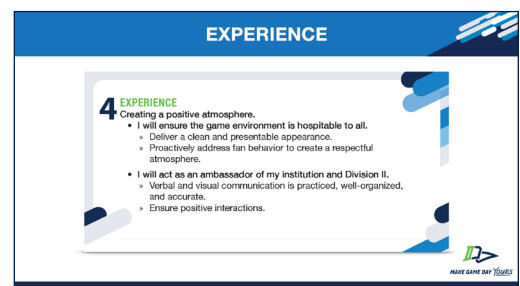 EXPERIENCE
4 EXPERIENCE
Creating a positive atmosphere.
• I will ensure the game environment is hospitable to all.
» Deliver a clean and presentable appearance.
» Proactively address fan behavior to create a respectful
atmosphere.
• I will act as an ambassador of my institution and Division II.
» Verbal and visual communication is practiced, well-organized,
and accurate.
» Ensure positive interactions.
MAKE GAME DAY YOURS